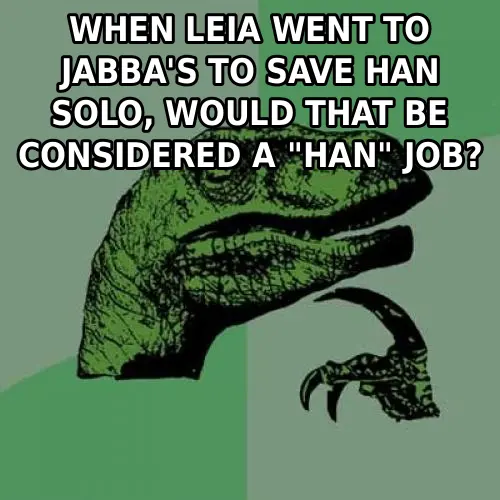 WHEN LEIA WENT TO
JABBA'S TO SAVE HAN
SOLO, WOULD THAT BE
CONSIDERED A "HAN" JOB?